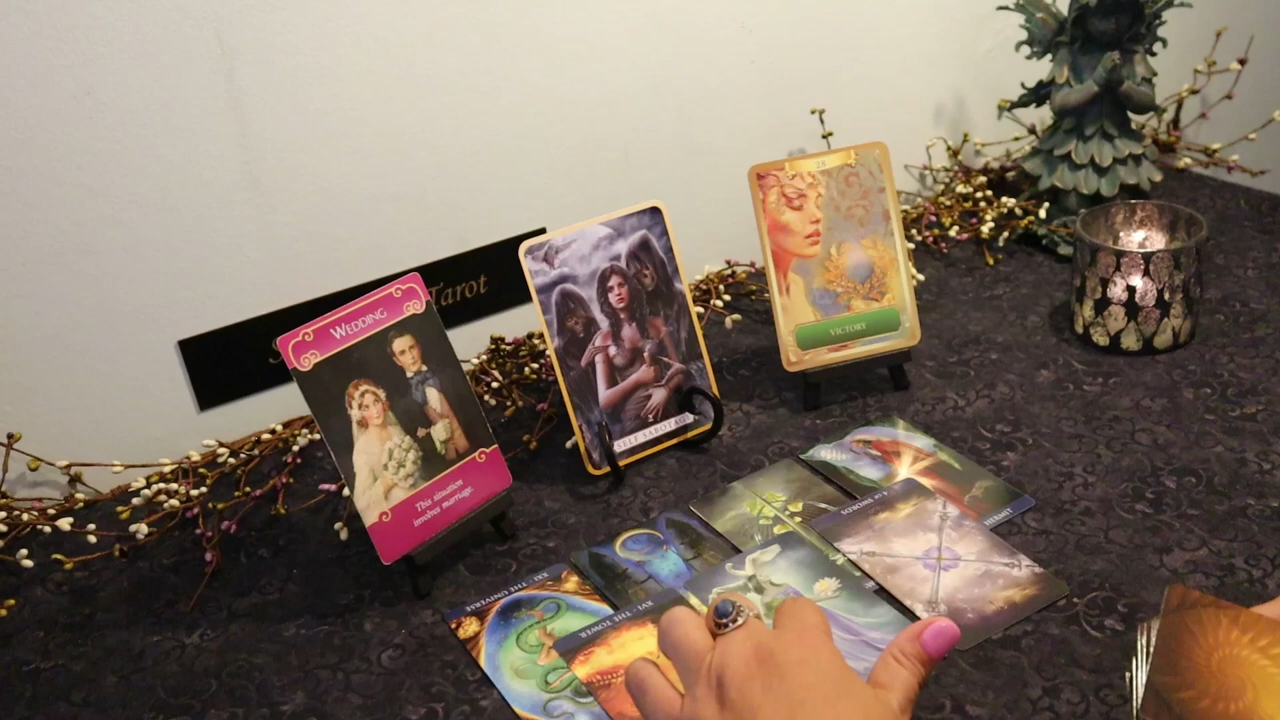 Tarot
WEDDING
This situation
involves marriage.
SELF SABOTAGE
28
VICTORY
HERMIT
4 OF SWORDS
XVI · THE TOWER
XXI · THE UNIVERSE